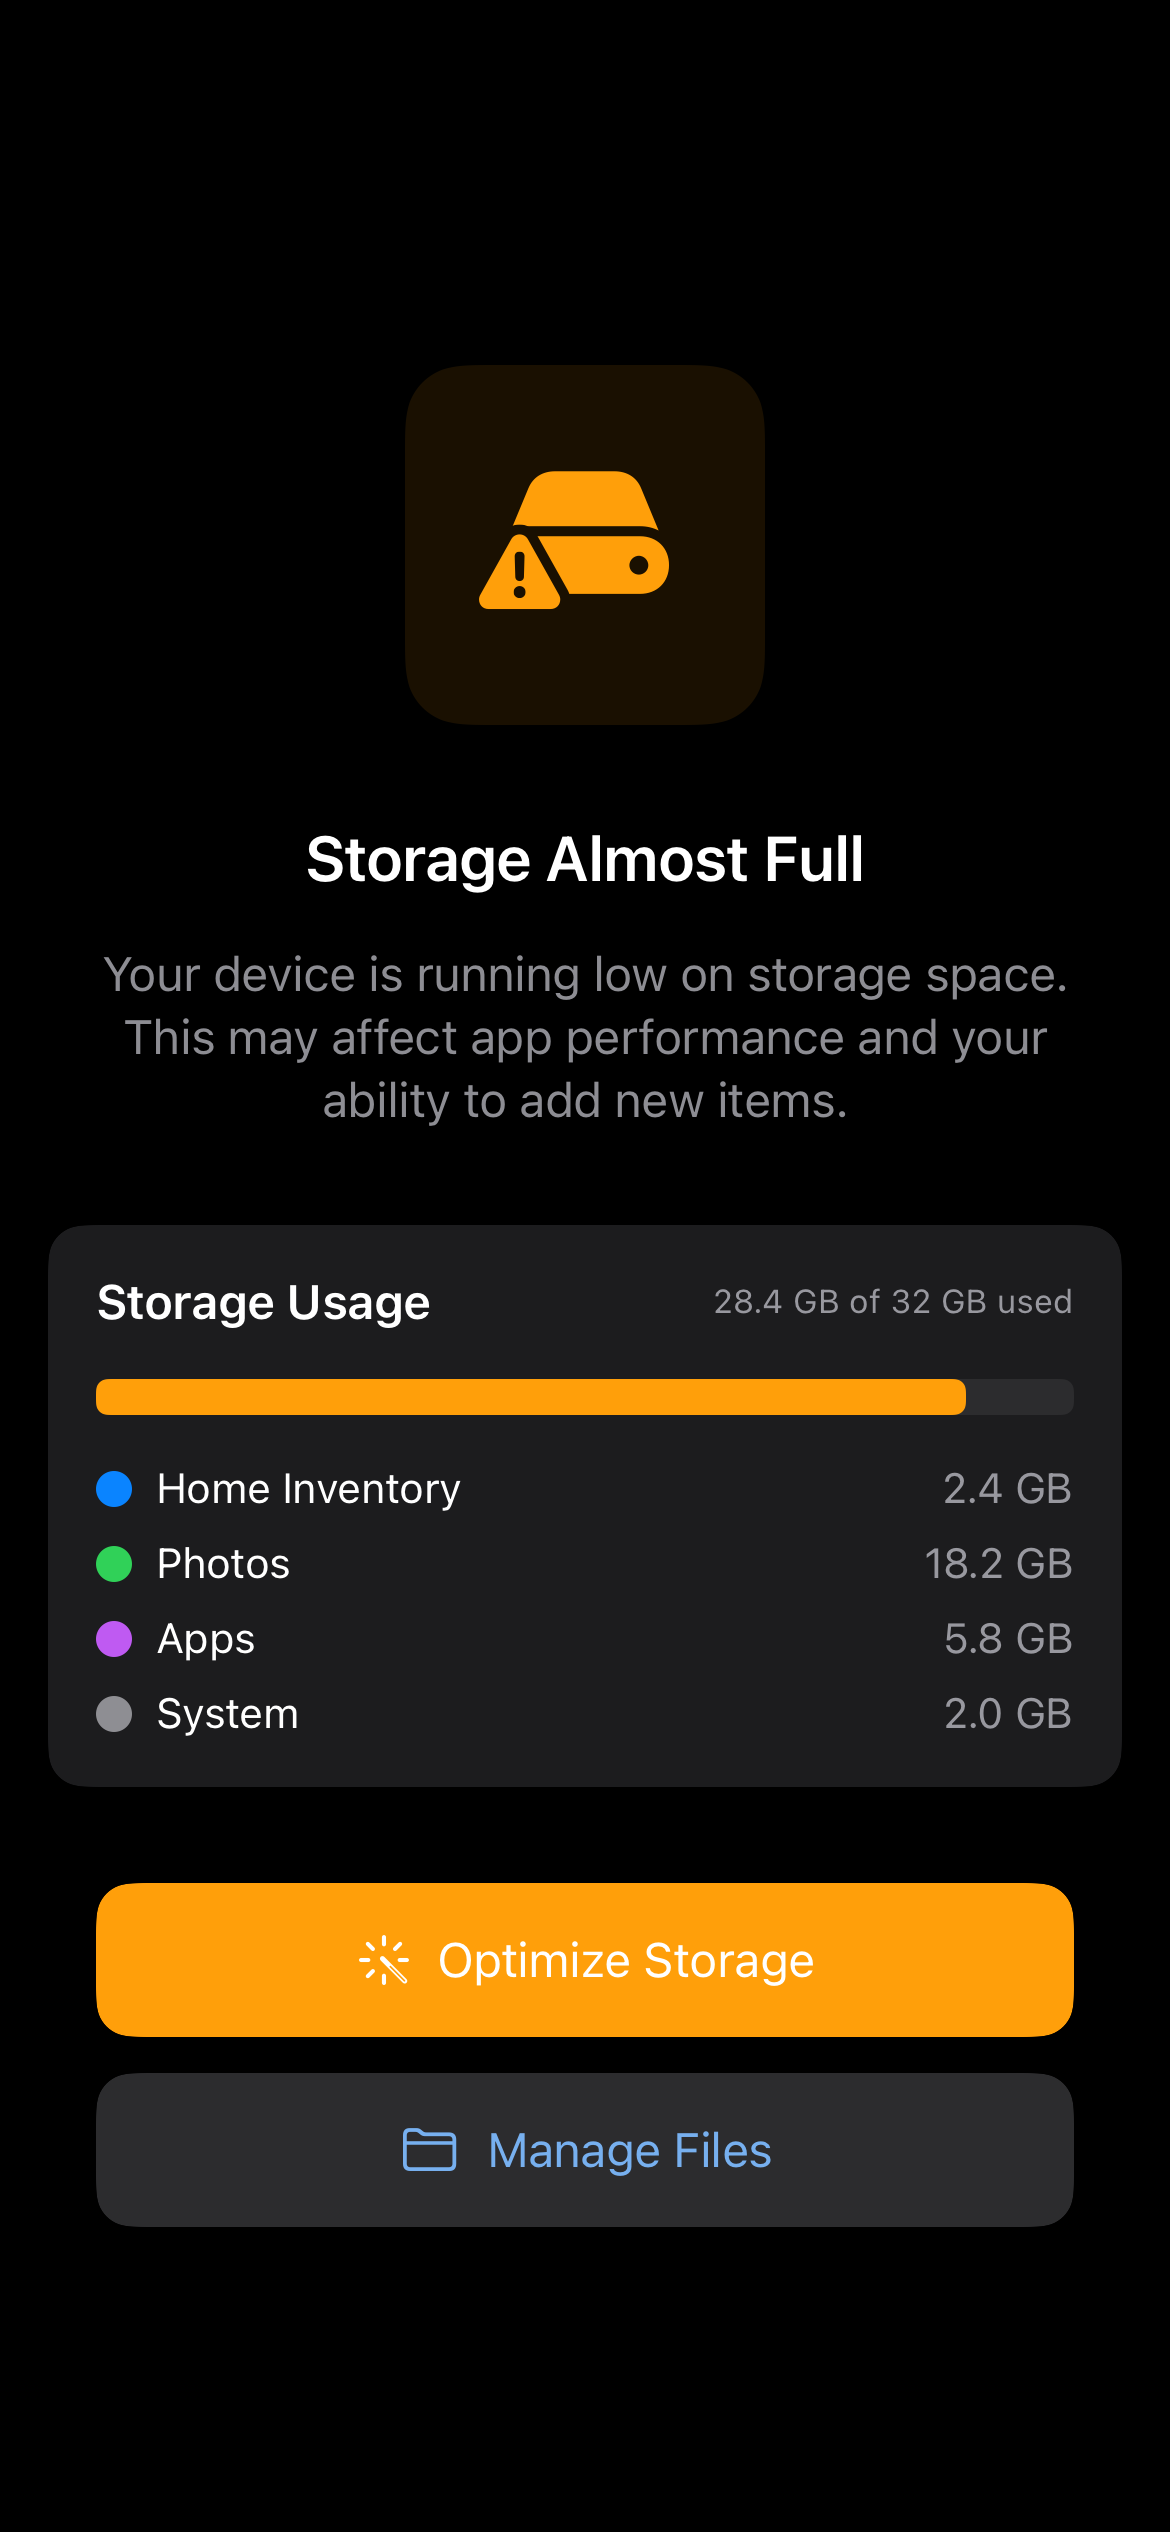 Storage Almost Full
Your device is running low on storage space.
This may affect app performance and your
ability to add new items.
Storage Usage
28.4 GB of 32 GB used
Home Inventory
2.4 GB
Photos
18.2 GB
Apps
5.8 GB
System
2.0 GB
Optimize Storage
Manage Files